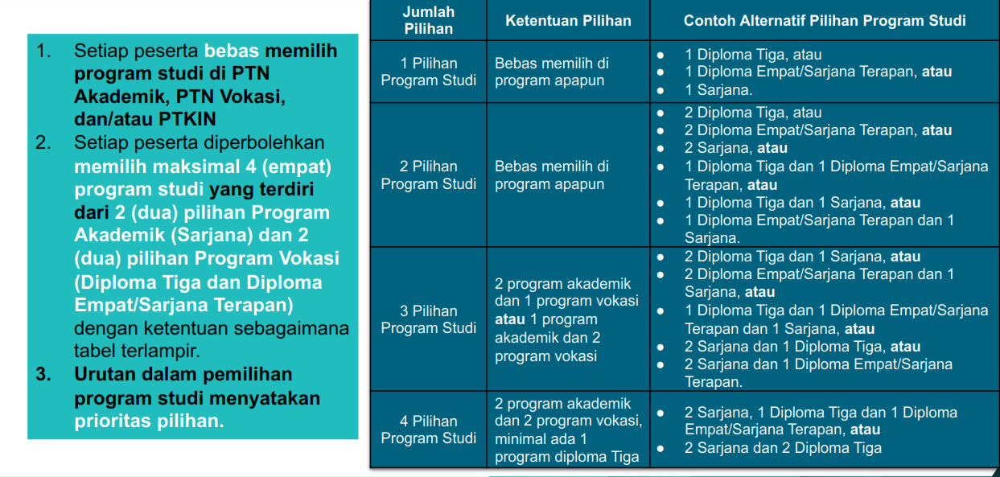 1. Setiap peserta bebas memilih
program studi di PTN
Akademik, PTN Vokasi,
dan/atau PTKIN
2. Setiap peserta diperbolehkan
memilih maksimal 4 (empat)
program studi yang terdiri
dari 2 (dua) pilihan Program
Akademik (Sarjana) dan 2
(dua) pilihan Program Vokasi
(Diploma Tiga dan Diploma
Empat/Sarjana Terapan)
dengan ketentuan sebagaimana
tabel terlampir.
3. Urutan dalam pemilihan
program studi menyatakan
prioritas pilihan.
Jumlah
Pilihan
Ketentuan Pilihan
Contoh Alternatif Pilihan Program Studi
1 Pilihan
Program Studi
Bebas memilih di
program apapun
● 1 Diploma Tiga, atau
● 1 Diploma Empat/Sarjana Terapan, atau
● 1 Sarjana.
2 Pilihan
Program Studi
Bebas memilih di
program apapun
● 2 Diploma Tiga, atau
● 2 Diploma Empat/Sarjana Terapan, atau
● 2 Sarjana, atau
● 1 Diploma Tiga dan 1 Diploma Empat/Sarjana
Terapan, atau
● 1 Diploma Tiga dan 1 Sarjana, atau
● 1 Diploma Empat/Sarjana Terapan dan 1
Sarjana.
3 Pilihan
Program Studi
2 program akademik
dan 1 program vokasi
atau 1 program
akademik dan 2
program vokasi
● 2 Diploma Tiga dan 1 Sarjana, atau
● 2 Diploma Empat/Sarjana Terapan dan 1
Sarjana, atau
● 1 Diploma Tiga dan 1 Diploma Empat/Sarjana
Terapan dan 1 Sarjana, atau
● 2 Sarjana dan 1 Diploma Tiga, atau
● 2 Sarjana dan 1 Diploma Empat/Sarjana
Terapan.
4 Pilihan
Program Studi
2 program akademik
dan 2 program vokasi,
minimal ada 1
program diploma Tiga
● 2 Sarjana, 1 Diploma Tiga dan 1 Diploma
Empat/Sarjana Terapan, atau
● 2 Sarjana dan 2 Diploma Tiga